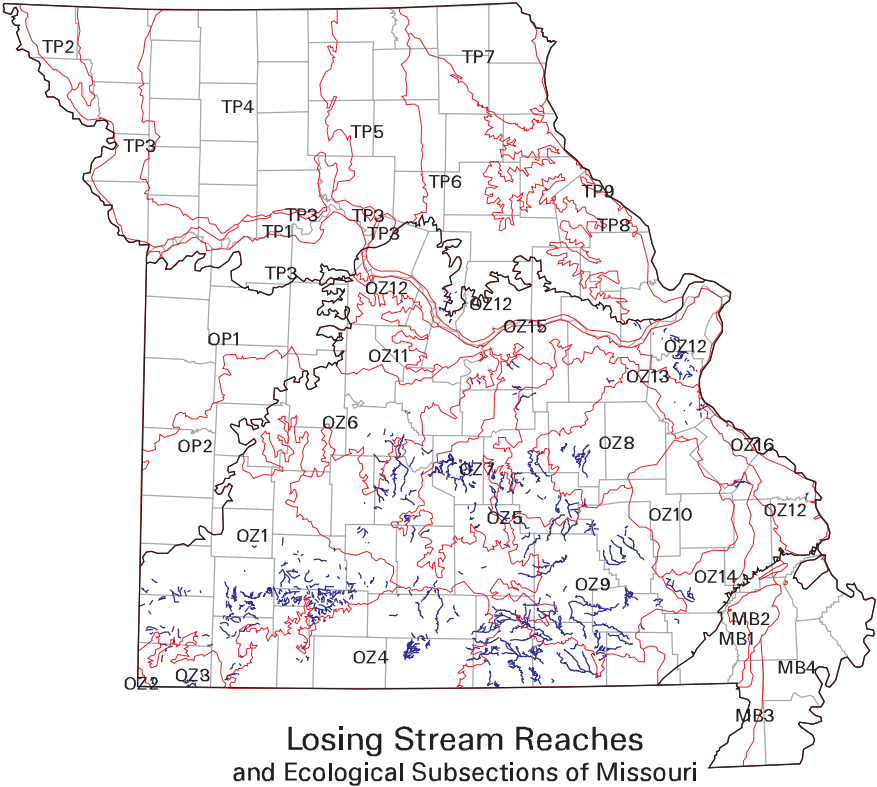 TP2
TP7
TP4
TP5
TP3
TP6
TP9
TP3
TP3
TP8
TP1
TP3
TP3
OZ12
OZ12
OZ15
OP1
OZ12
OZ11
OZ13
OZ6
OP2
OZ8
OZ16
OZ7
OZ12
OZ10
OZ5
OZ1
OZ14
OZ9
MB2
MB1
OZ4
MB4
OZ3
OZ2
MB3
Losing Stream Reaches
and Ecological Subsections of Missouri